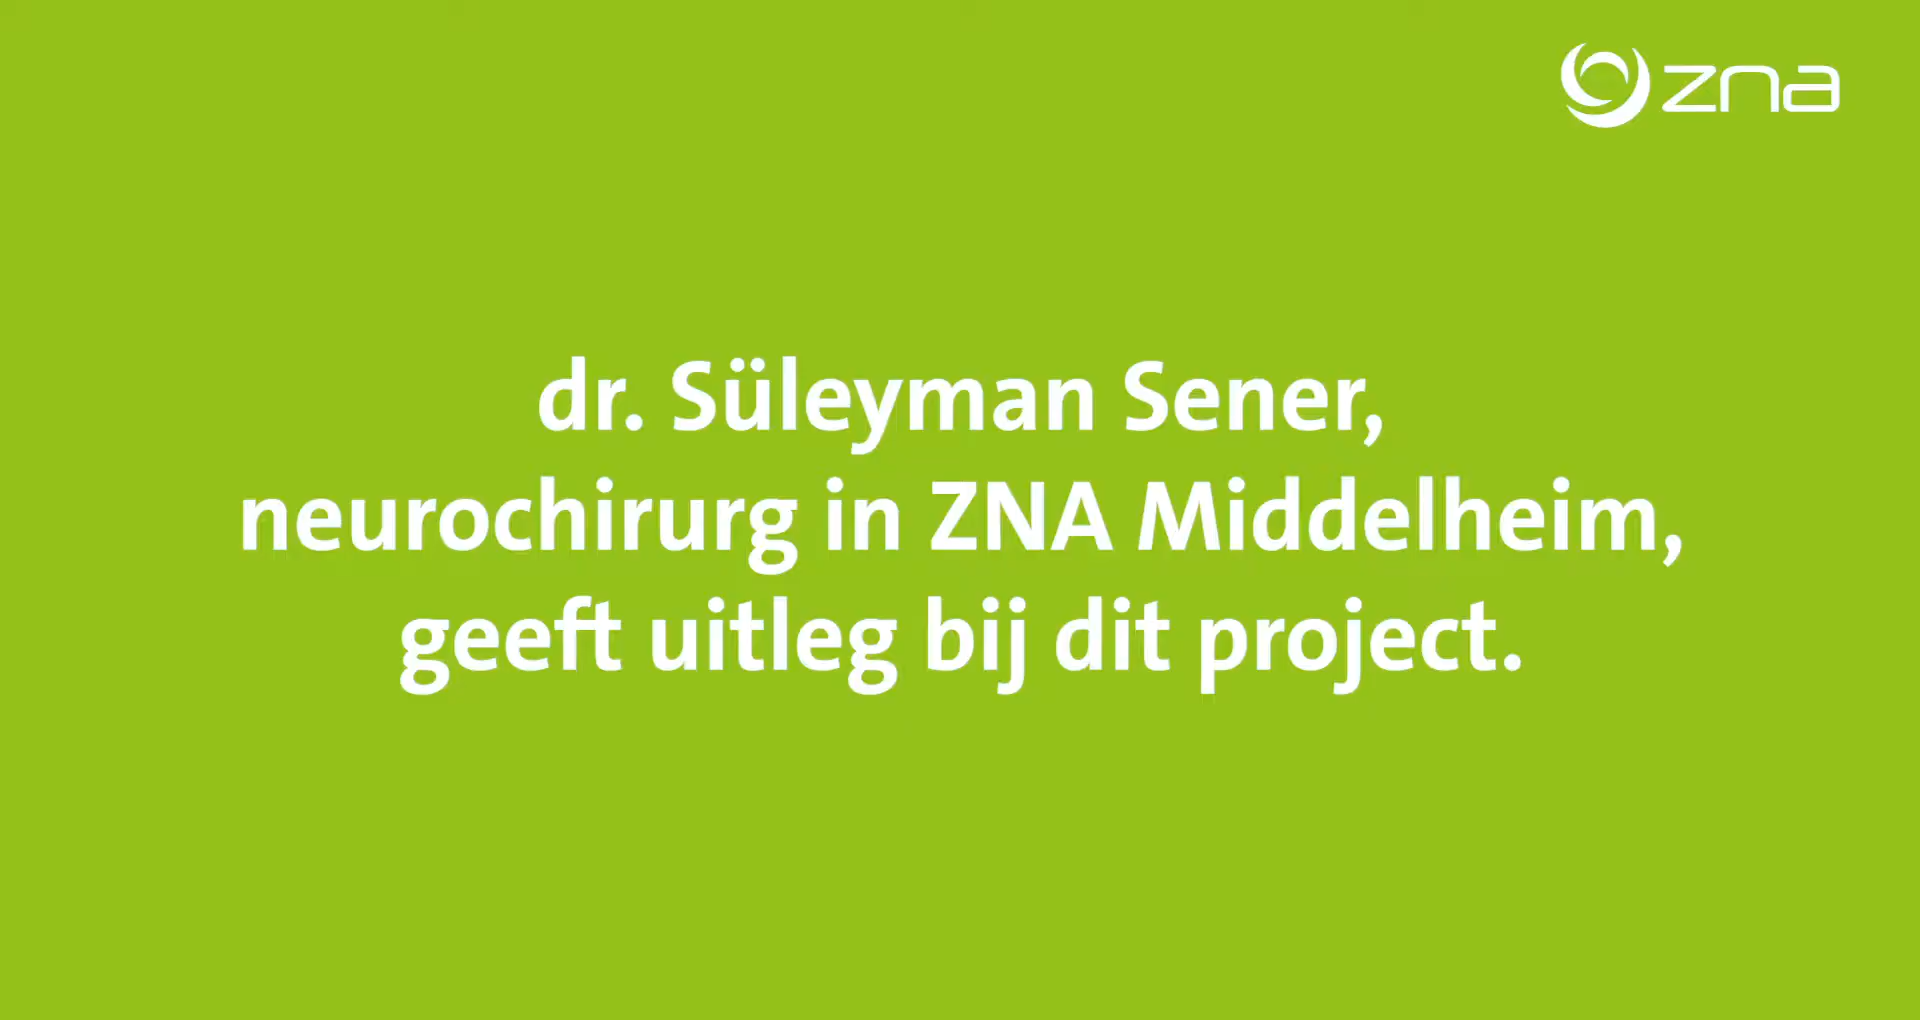 zna
dr. Süleyman Sener,
neurochirurg in ZNA Middelheim,
geeft uitleg bij dit project.